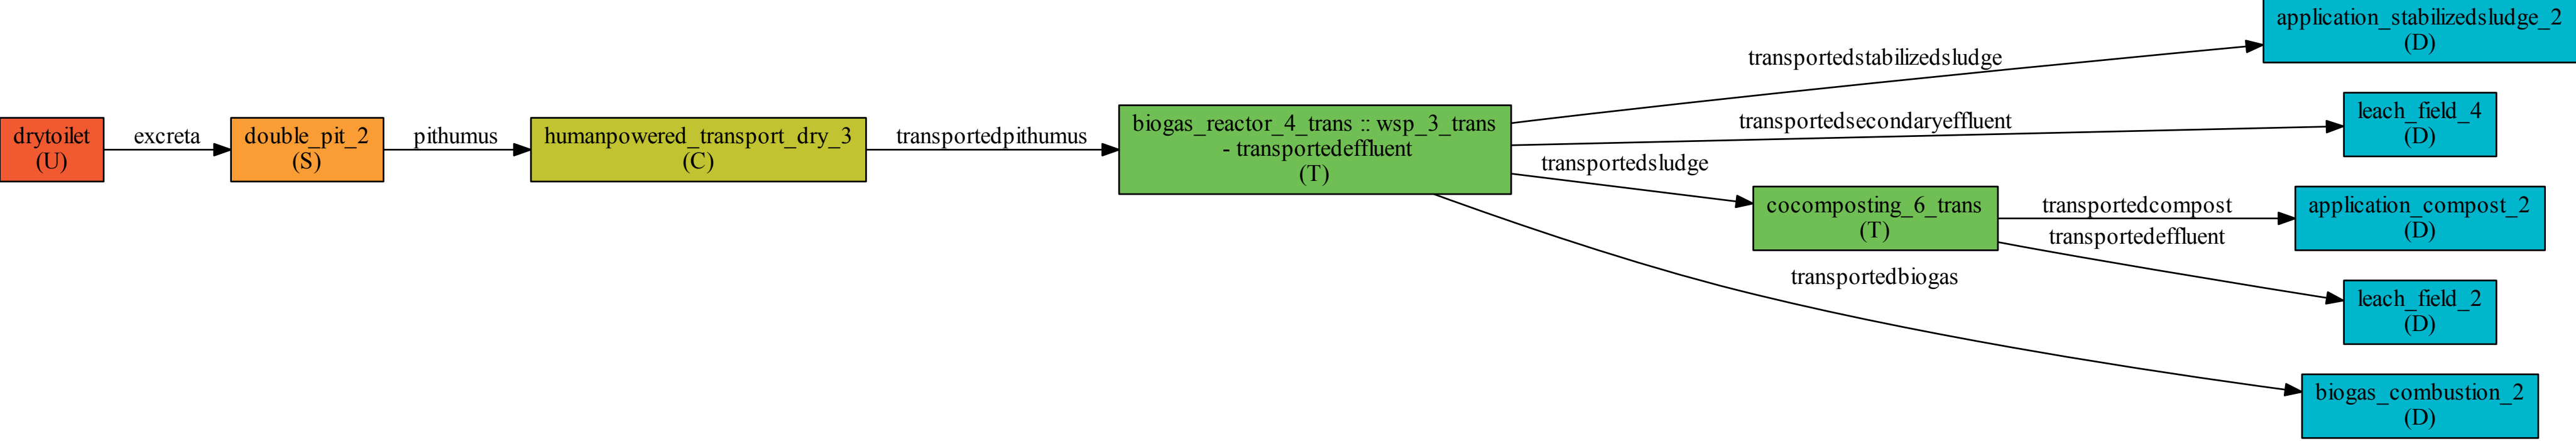 drytoilet
(U)
excreta
double_pit_2
(S)
pithumus
humanpowered_transport_dry_3
(C)
transportedpithumus
biogas_reactor_4_trans :: wsp_3_trans
- transportedeffluent
(T)
transportedstabilizedsludge
application_stabilizedsludge_2
(D)
transportedsecondaryeffluent
leach_field_4
(D)
transportedsludge
cocomposting_6_trans
(T)
transportedcompost
application_compost_2
(D)
transportedeffluent
leach_field_2
(D)
transportedbiogas
biogas_combustion_2
(D)